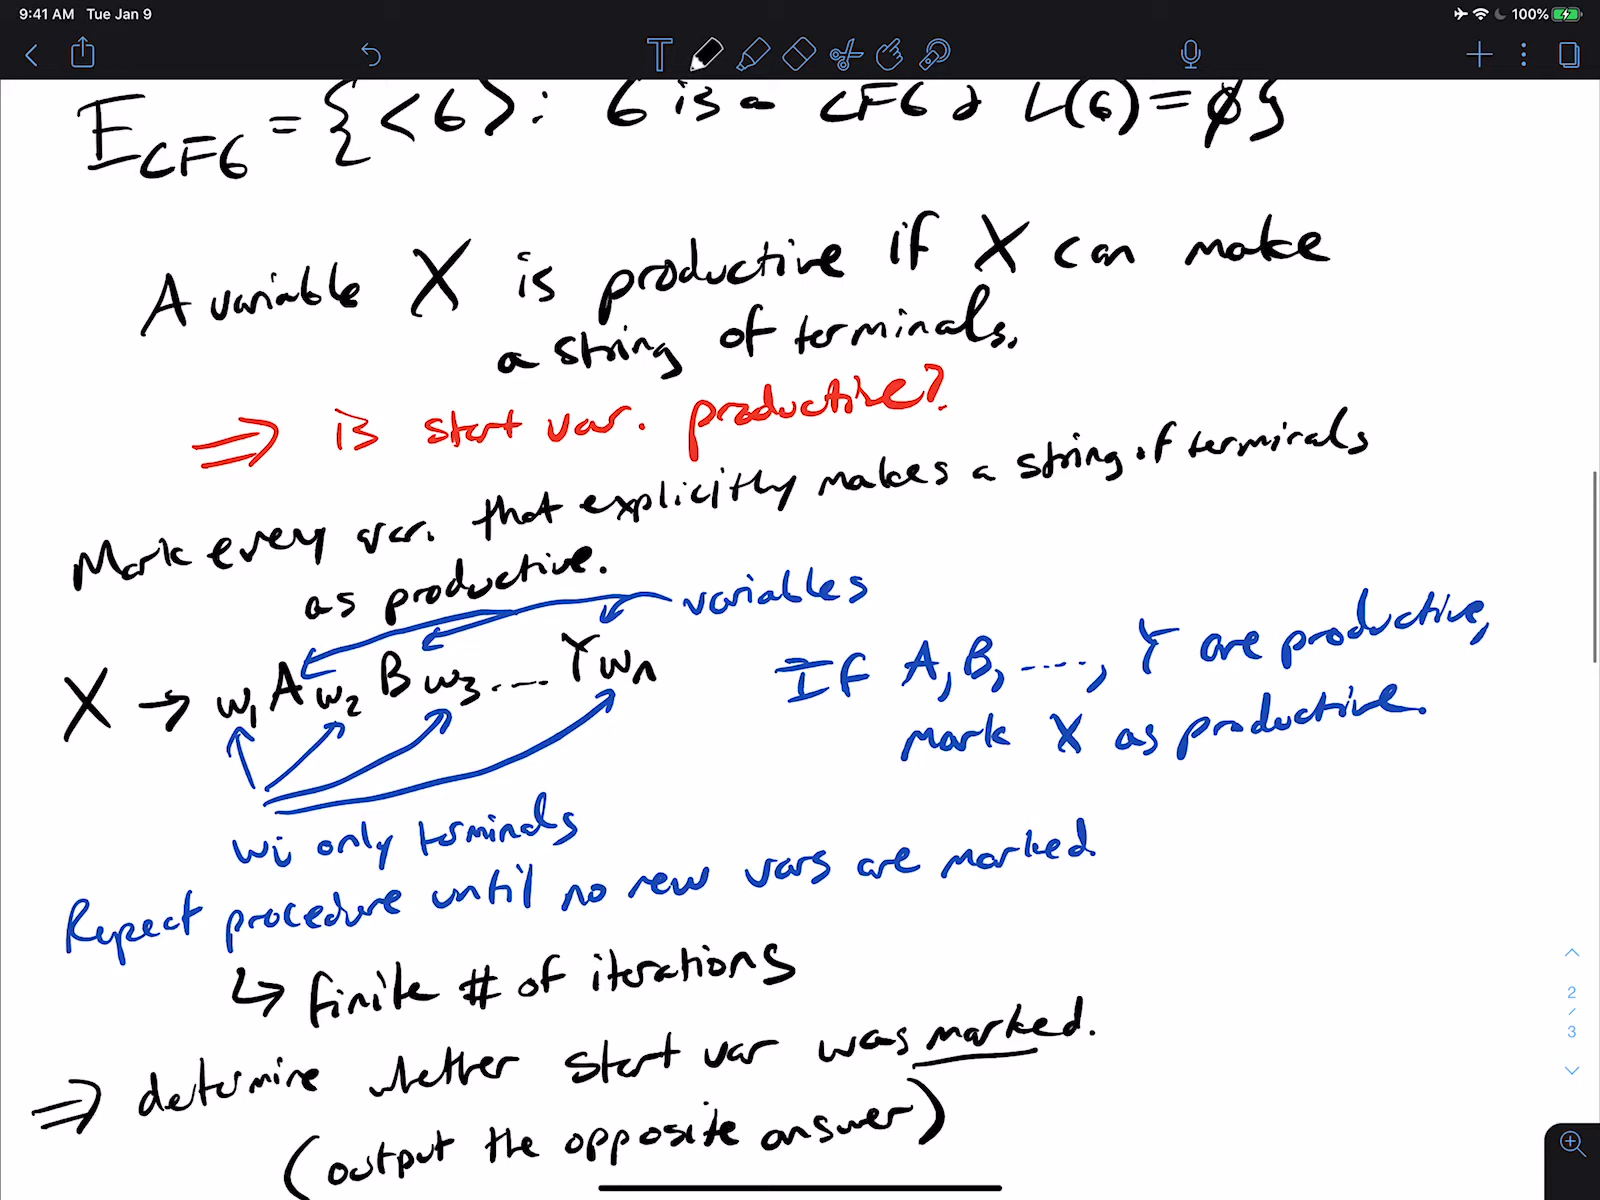 9:41 AM Tue Jan 9
100%
E_CFG = {<G>: G is a CFG & L(G) = ∅}
A variable X is productive if X can make
a string of terminals.
⇒ is start var. productive?
Mark every var. that explicitly makes a string of terminals
as productive.
variables
X → w₁ A w₂ B w₃ .... Y wₙ
If A, B, ...., Y are productive,
mark X as productive.
wi only terminals
Repeat procedure until no new vars are marked
↳ finite # of iterations
⇒ determine whether start var was marked.
(output the opposite answer)
2
/
3